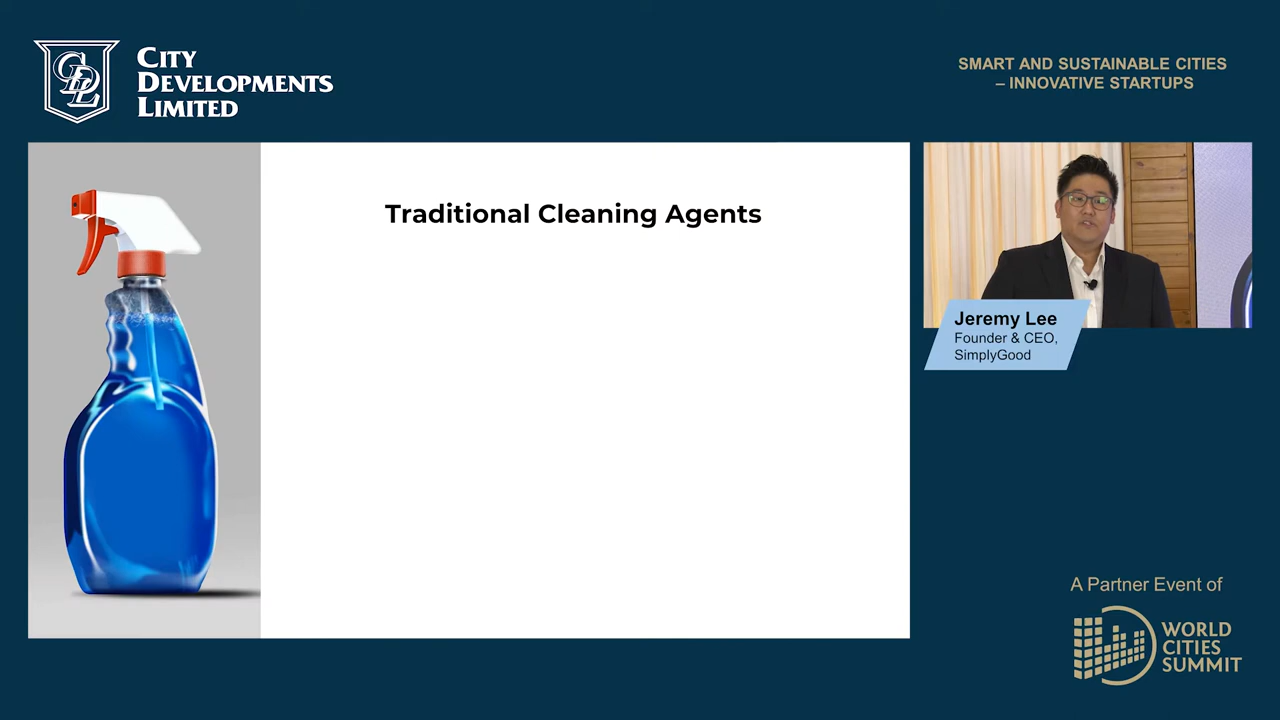 CDL
CITY
DEVELOPMENTS
LIMITED
SMART AND SUSTAINABLE CITIES
– INNOVATIVE STARTUPS
Traditional Cleaning Agents
Jeremy Lee
Founder & CEO,
SimplyGood
A Partner Event of
WORLD
CITIES
SUMMIT